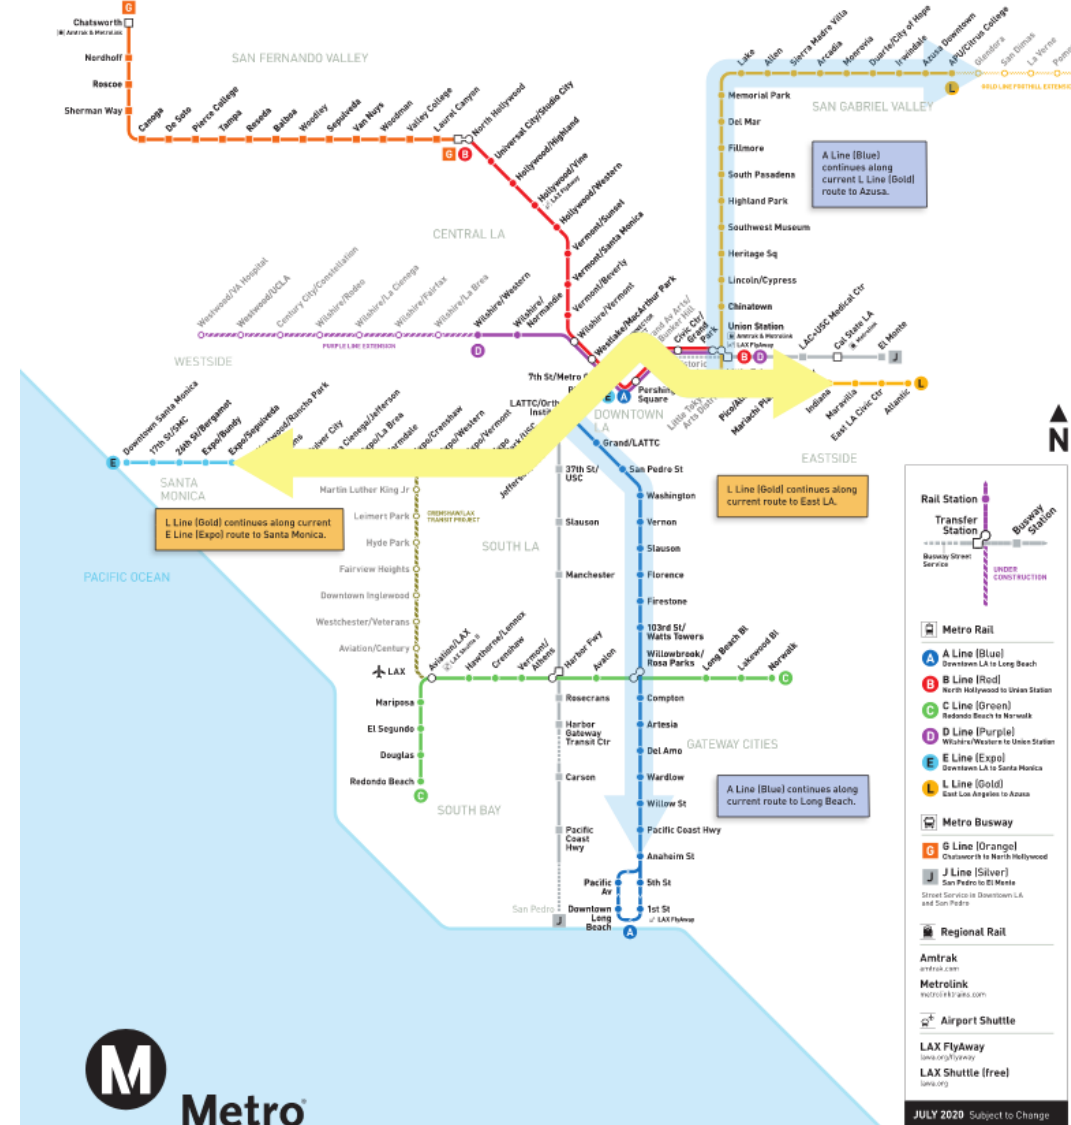 G
Chatsworth
Amtrak & Metrolink
Nordhoff
Roscoe
Sherman Way
SAN FERNANDO VALLEY
Canoga
De Soto
Pierce College
Tampa
Reseda
Balboa
Woodley
Sepulveda
Van Nuys
Woodman
Valley College
Laurel Canyon
North Hollywood
G B
Universal City/Studio City
Hollywood/Highland
Hollywood/Vine
LAX FlyAway
Hollywood/Western
Vermont/Sunset
Vermont/Santa Monica
Vermont/Beverly
Wilshire/Vermont
Westlake/MacArthur Park
CENTRAL LA
Westwood/VA Hospital
Westwood/UCLA
Century City/Constellation
Wilshire/Rodeo
Wilshire/La Cienega
Wilshire/Fairfax
Wilshire/La Brea
Wilshire/Western
Wilshire/
Normandie
PURPLE LINE EXTENSION
D
WESTSIDE
Lake
Allen
Sierra Madre Villa
Arcadia
Monrovia
Duarte/City of Hope
Irwindale
Azusa Downtown
APU/Citrus College
Glendora
San Dimas
La Verne
L
Memorial Park
SAN GABRIEL VALLEY
Del Mar
Fillmore
South Pasadena
Highland Park
Southwest Museum
Heritage Sq
Lincoln/Cypress
Chinatown
A Line (Blue)
continues along
current L Line (Gold)
route to Azusa.
Union Station
Amtrak & Metrolink
LAX FlyAway
B D
Civic Ctr/
Grand
Park
LAC+USC Medical Ctr
Cal State LA
Metrolink
El Monte
J
7th St/Metro
Pershing
Square
E A
DOWNTOWN
LA
Indiana
Maravilla
East LA Civic Ctr
Atlantic
L
EASTSIDE
E
Downtown Santa Monica
17th St/SMC
26th St/Bergamot
Expo/Bundy
Expo/Sepulveda
SANTA
MONICA
L Line (Gold) continues along current
E Line (Expo) route to Santa Monica.
L Line (Gold) continues along
current route to East LA.
PACIFIC OCEAN
Martin Luther King Jr
Leimert Park
Hyde Park
Fairview Heights
Downtown Inglewood
Westchester/Veterans
Aviation/Century
CRENSHAW/LAX
TRANSIT PROJECT
LAX
SOUTH LA
37th St/
USC
Slauson
Manchester
Grand/LATTC
San Pedro St
Washington
Vernon
Slauson
Florence
Firestone
103rd St/
Watts Towers
Willowbrook/
Rosa Parks
Aviation/LAX
Hawthorne/Lennox
Crenshaw
Vermont/
Athens
Harbor Fwy
Avalon
Long Beach Bl
Lakewood Bl
Norwalk
C
Mariposa
El Segundo
Douglas
Redondo Beach
C
SOUTH BAY
Rosecrans
Harbor
Gateway
Transit Ctr
Carson
Pacific
Coast
Hwy
San Pedro
J
Compton
Artesia
Del Amo
Wardlow
Willow St
Pacific Coast Hwy
Anaheim St
GATEWAY CITIES
A Line (Blue) continues along
current route to Long Beach.
Pacific
Av
5th St
Downtown
Long
Beach
1st St
LAX FlyAway
A
N
Rail Station
Transfer
Station
Busway
Station
Busway Street
Service
UNDER
CONSTRUCTION
Metro Rail
A A Line (Blue)
Downtown LA to Long Beach
B B Line (Red)
North Hollywood to Union Station
C C Line (Green)
Redondo Beach to Norwalk
D D Line (Purple)
Wilshire/Western to Union Station
E E Line (Expo)
Downtown LA to Santa Monica
L L Line (Gold)
East Los Angeles to Azusa
Metro Busway
G G Line (Orange)
Chatsworth to North Hollywood
J J Line (Silver)
San Pedro to El Monte
Street Service in Downtown LA
and San Pedro
Regional Rail
Amtrak
amtrak.com
Metrolink
metrolinktrains.com
Airport Shuttle
LAX FlyAway
lawa.org/flyaway
LAX Shuttle (free)
lawa.org
JULY 2020 Subject to Change
M
Metro